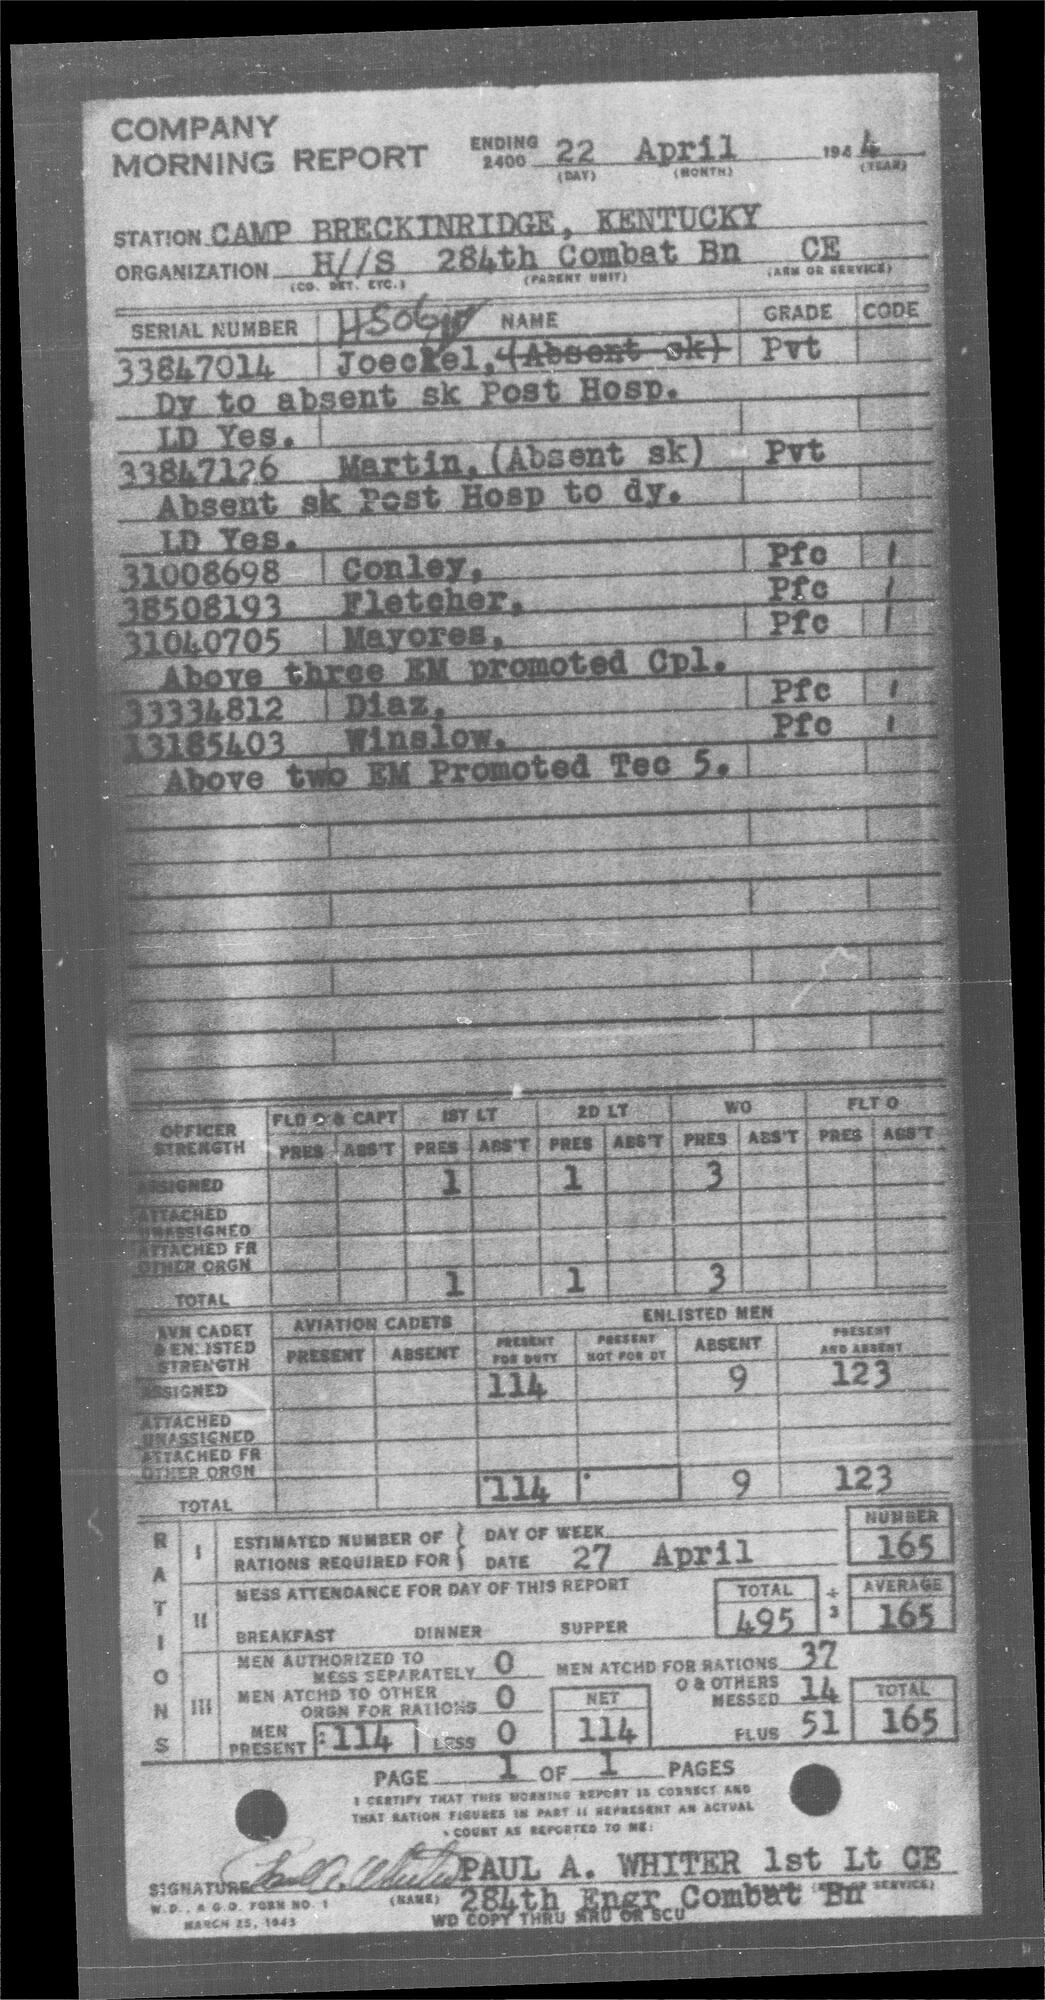 COMPANY
MORNING REPORT ENDING 2400 22 April 194 4
(DAY) (MONTH) (YEAR)
STATION CAMP BRECKINRIDGE, KENTUCKY
ORGANIZATION H//S 284th Combat Bn CE
(CO. DET. ETC.) (PARENT UNIT) (ARM OR SERVICE)
SERIAL NUMBER NAME GRADE CODE
33847014 Joeckel, (Absent sk) Pvt
Dy to absent sk Post Hosp.
LD Yes.
33847126 Martin, (Absent sk) Pvt
Absent sk Post Hosp to dy.
LD Yes.
31008698 Conley, Pfc 1
38508193 Fletcher, Pfc 1
31040705 Mayores, Pfc 1
Above three EM promoted Cpl.
33334812 Diaz, Pfc 1
13185403 Winslow, Pfc 1
Above two EM Promoted Tec 5.
OFFICER STRENGTH FLD O & CAPT 1ST LT 2D LT WO FLT O
PRES ABS'T PRES ABS'T PRES ABS'T PRES ABS'T PRES ABS'T
ASSIGNED 1 1 3
ATTACHED UNASSIGNED
ATTACHED FR OTHER ORGN
TOTAL 1 1 3
AVN CADET & ENLISTED STRENGTH AVIATION CADETS ENLISTED MEN
PRESENT ABSENT PRESENT FOR DUTY PRESENT NOT FOR DY ABSENT PRESENT AND ABSENT
ASSIGNED 114 9 123
ATTACHED UNASSIGNED
ATTACHED FR OTHER ORGN
TOTAL 114 9 123
RATIONS
I ESTIMATED NUMBER OF RATIONS REQUIRED FOR DAY OF WEEK NUMBER
DATE 27 April 165
II MESS ATTENDANCE FOR DAY OF THIS REPORT TOTAL ÷ 3 AVERAGE
BREAKFAST DINNER SUPPER 495 165
III MEN AUTHORIZED TO MESS SEPARATELY 0 MEN ATCHD FOR RATIONS 37
MEN ATCHD TO OTHER ORGN FOR RATIONS 0 NET O & OTHERS MESSED 14 TOTAL
MEN PRESENT 114 LESS 0 114 PLUS 51 165
PAGE 1 OF 1 PAGES
I CERTIFY THAT THIS MORNING REPORT IS CORRECT AND
THAT RATION FIGURES IN PART II REPRESENT AN ACTUAL
COUNT AS REPORTED TO ME:
SIGNATURE Paul A. Whiter PAUL A. WHITER 1st Lt CE
(NAME) 284th Engr Combat Bn SERVICE)
W.D., A.G.O. FORM NO. 1
MARCH 25, 1943 WD COPY THRU MRU OR SCU